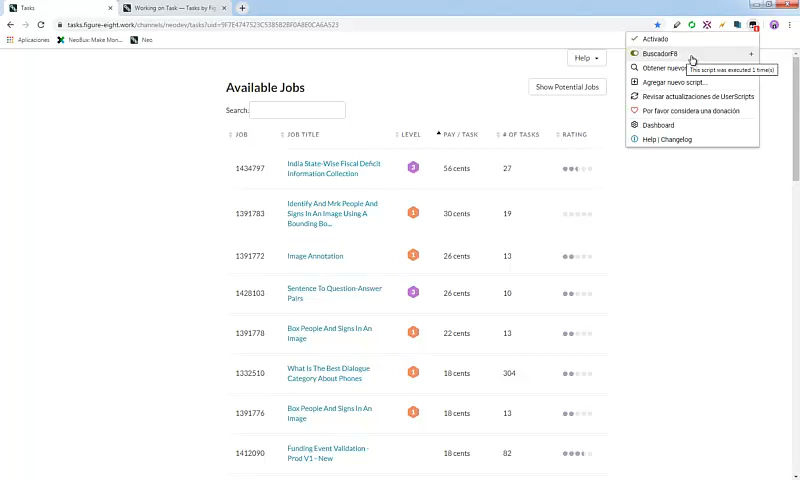 Tasks
Working on Task — Tasks by Fig
tasks.figure-eight.work/channels/neodev/tasks?uid=9F7E4747523C538582BF0A8E0CA6A523
Aplicaciones
NeoBux: Make Mon...
Neo
Help
Available Jobs
Show Potential Jobs
Search:
JOB
JOB TITLE
LEVEL
PAY / TASK
# OF TASKS
RATING
1434797
India State-Wise Fiscal Deficit
Information Collection
3
56 cents
27
1391783
Identify And Mrk People And
Signs In An Image Using A
Bounding Bo...
1
30 cents
19
1391772
Image Annotation
1
26 cents
13
1428103
Sentence To Question-Answer
Pairs
3
26 cents
10
1391778
Box People And Signs In An
Image
1
22 cents
13
1332510
What Is The Best Dialogue
Category About Phones
1
18 cents
304
1391776
Box People And Signs In An
Image
1
18 cents
13
1412090
Funding Event Validation -
Prod V1 - New
18 cents
82
Activado
BuscadorF8
Obtener nuevos
This script was executed 1 time(s)
Agregar nuevo script...
Revisar actualizaciones de UserScripts
Por favor considera una donación
Dashboard
Help | Changelog